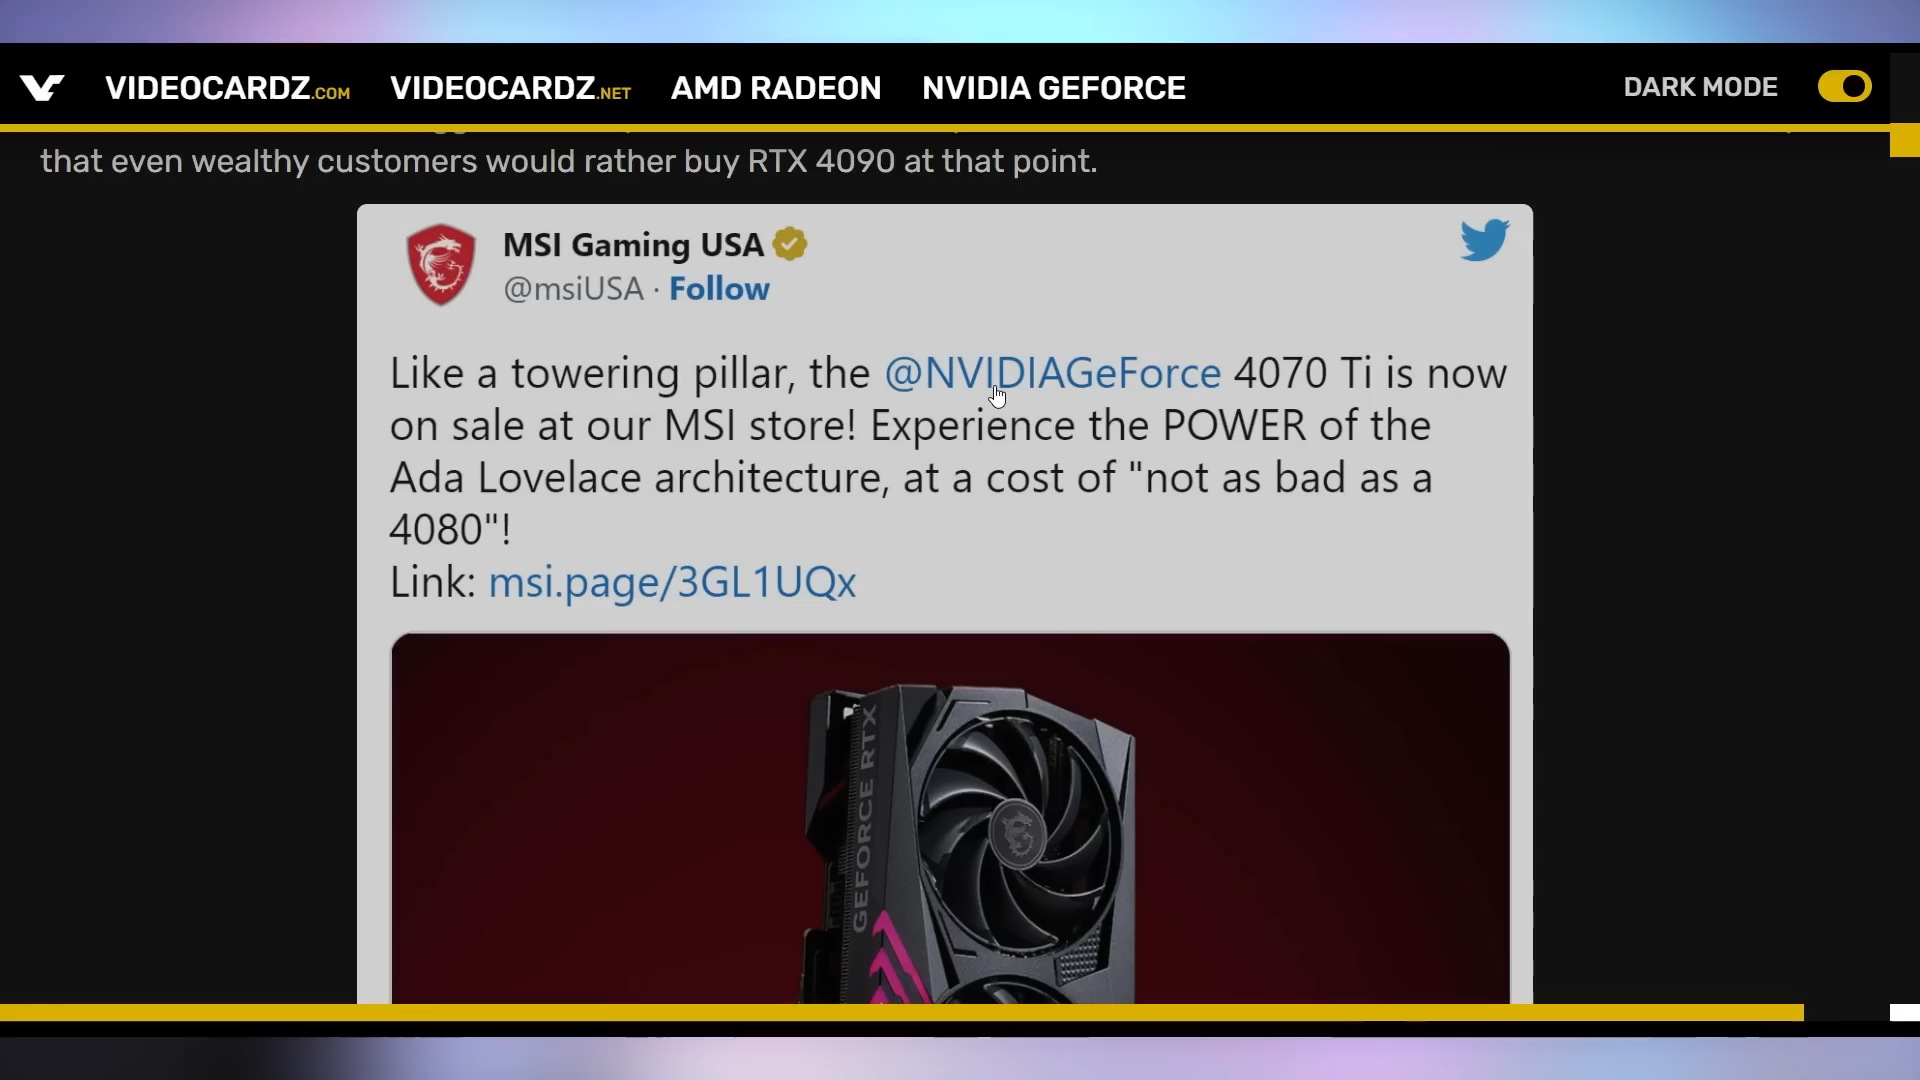 VIDEOCARDZ.COM VIDEOCARDZ.NET AMD RADEON NVIDIA GEFORCE DARK MODE
that even wealthy customers would rather buy RTX 4090 at that point.
MSI Gaming USA
@msiUSA · Follow
Like a towering pillar, the @NVIDIAGeForce 4070 Ti is now
on sale at our MSI store! Experience the POWER of the
Ada Lovelace architecture, at a cost of "not as bad as a
4080"!
Link: msi.page/3GL1UQx
GEFORCE RTX